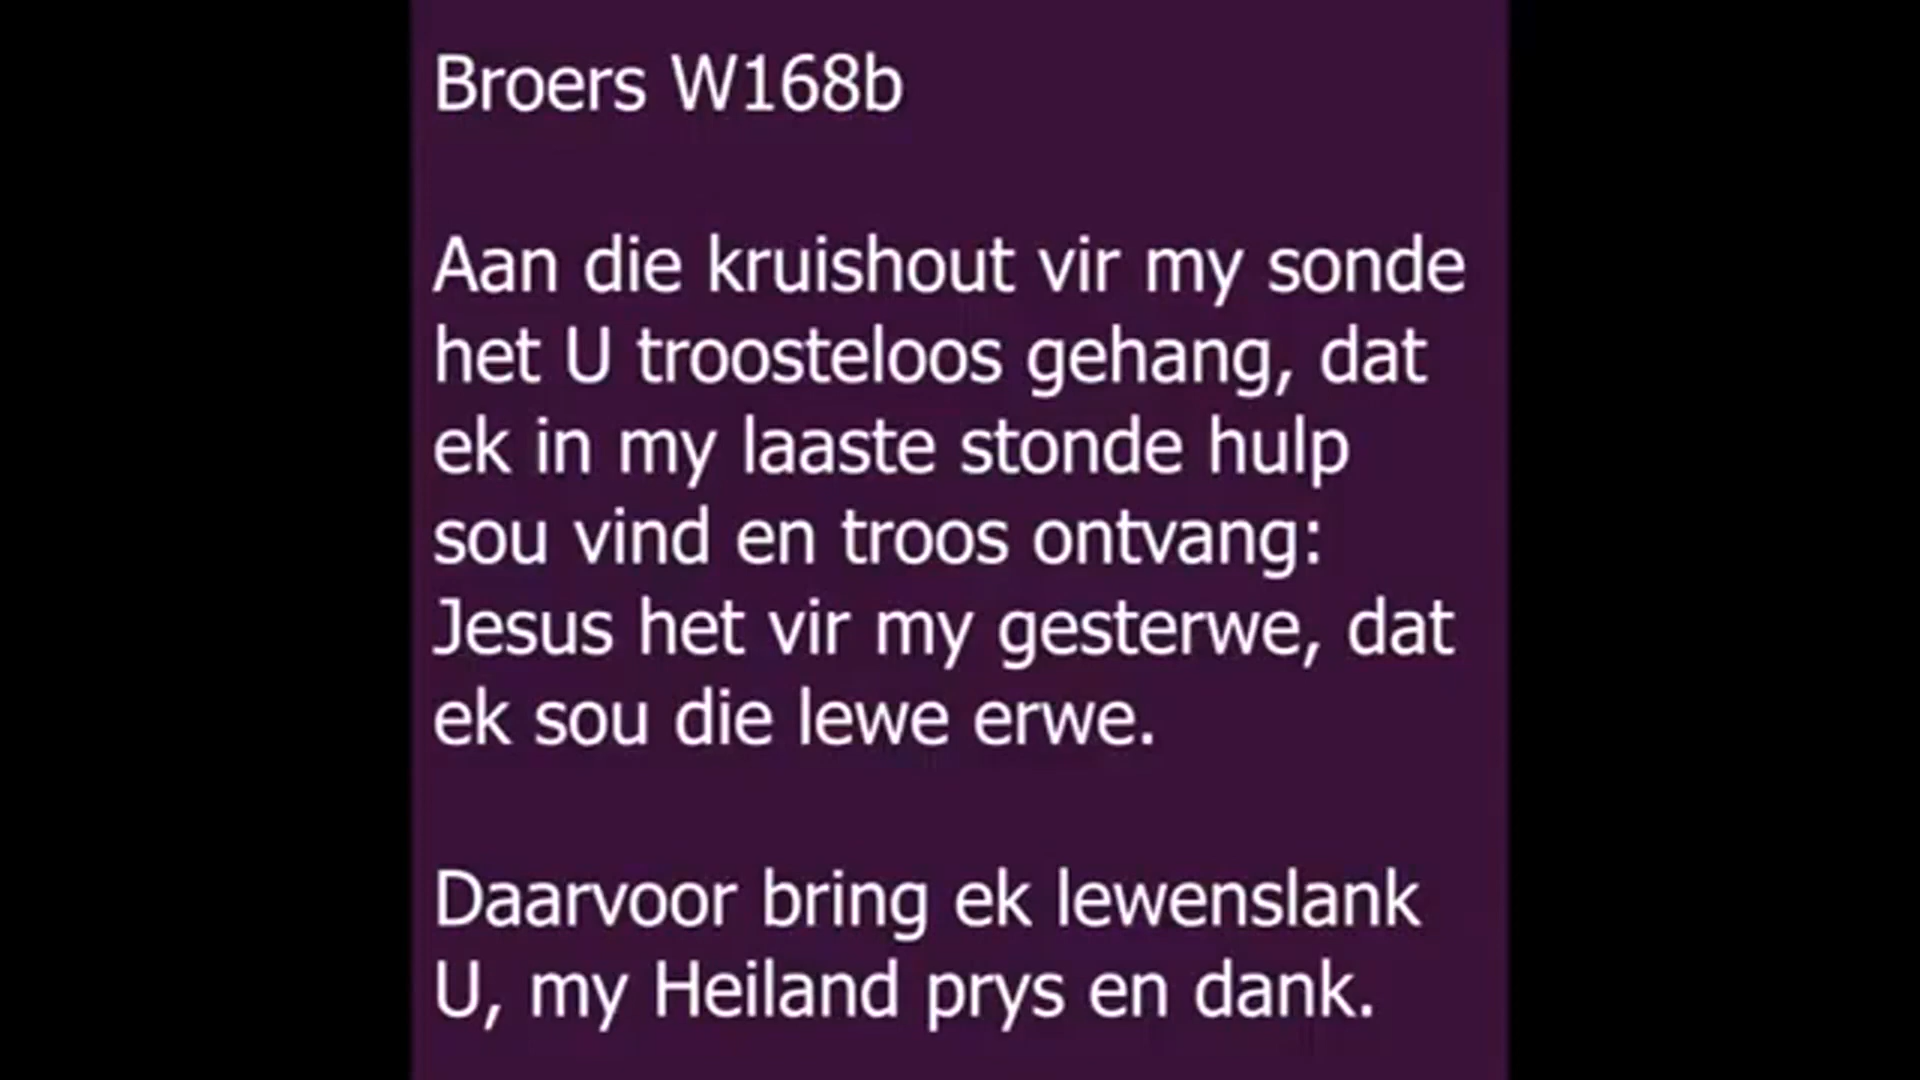 Broers W168b
Aan die kruishout vir my sonde
het U troosteloos gehang, dat
ek in my laaste stonde hulp
sou vind en troos ontvang:
Jesus het vir my gesterwe, dat
ek sou die lewe erwe.
Daarvoor bring ek lewenslank
U, my Heiland prys en dank.